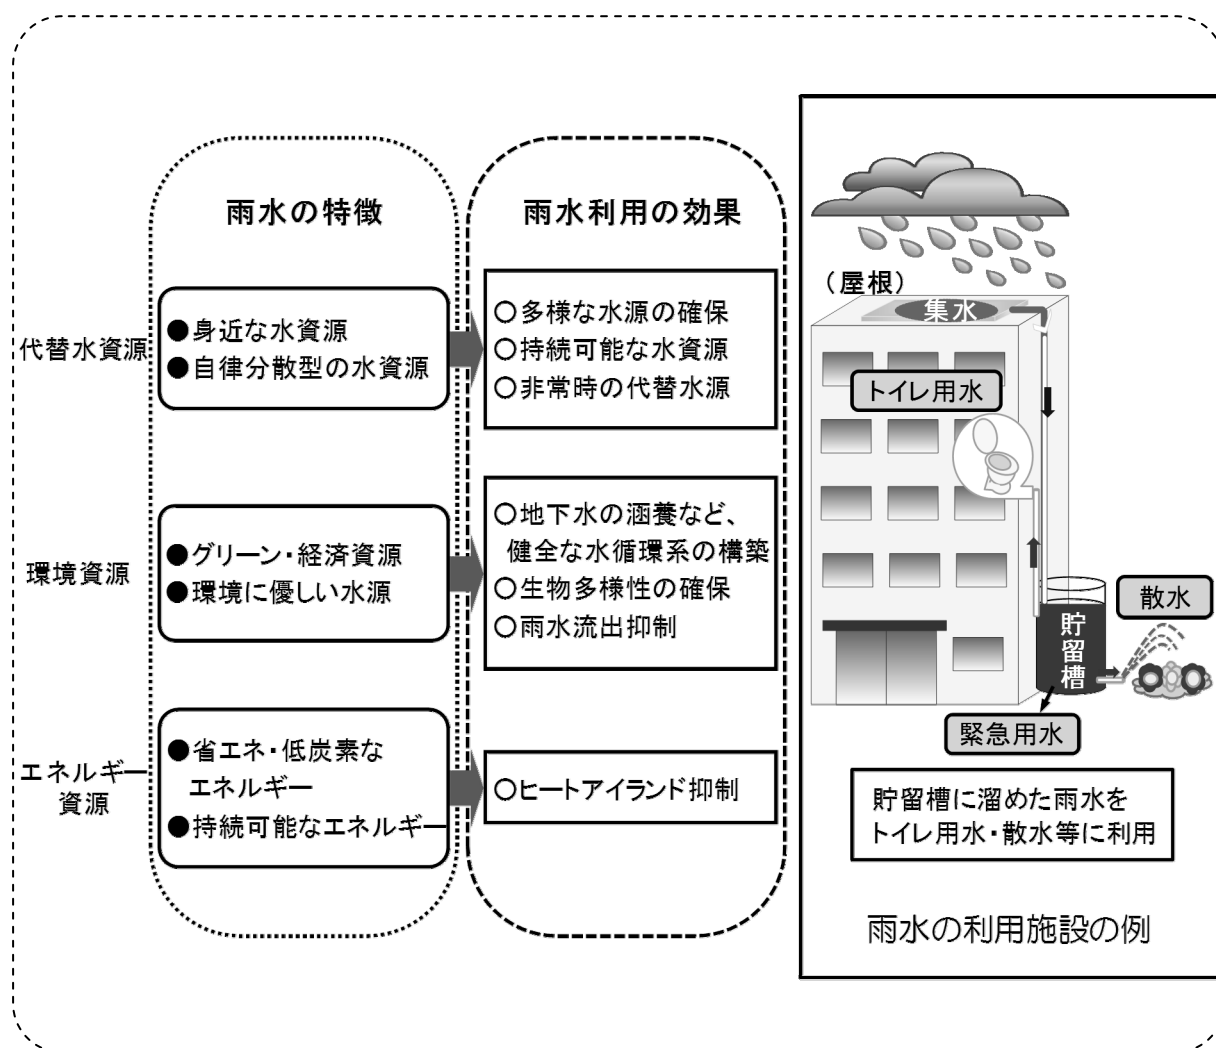 雨水の特徴
雨水利用の効果
代替水資源
●身近な水資源
●自律分散型の水資源
○多様な水源の確保
○持続可能な水資源
○非常時の代替水源
環境資源
●グリーン・経済資源
●環境に優しい水源
○地下水の涵養など、
健全な水循環系の構築
○生物多様性の確保
○雨水流出抑制
エネルギー
資源
●省エネ・低炭素な
エネルギー
●持続可能なエネルギー
○ヒートアイランド抑制
（屋根）
集水
トイレ用水
貯留槽
散水
緊急用水
貯留槽に溜めた雨水を
トイレ用水・散水等に利用
雨水の利用施設の例